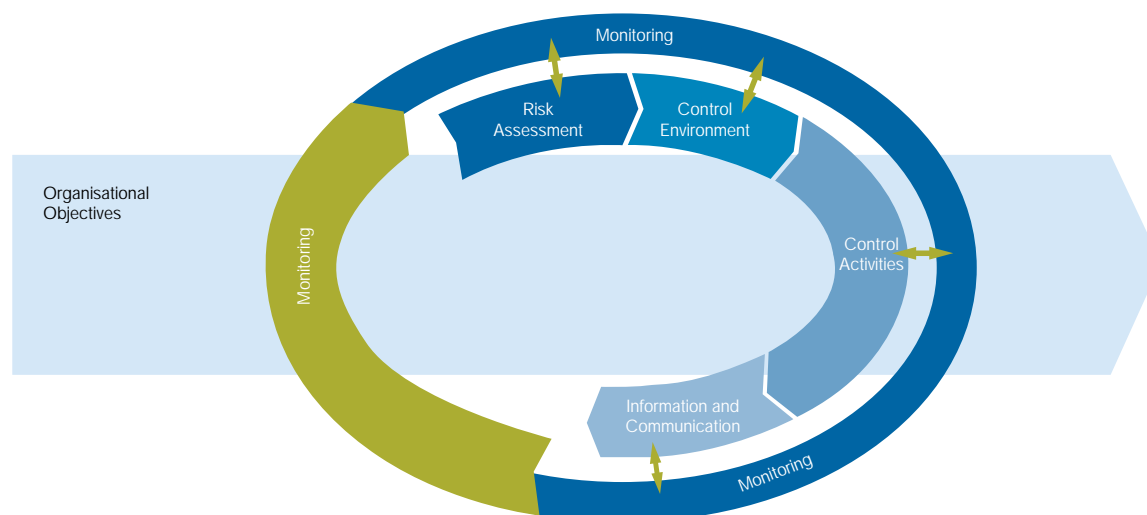 Monitoring
Risk
Assessment
Control
Environment
Organisational
Objectives
Monitoring
Control
Activities
Information and
Communication
Monitoring